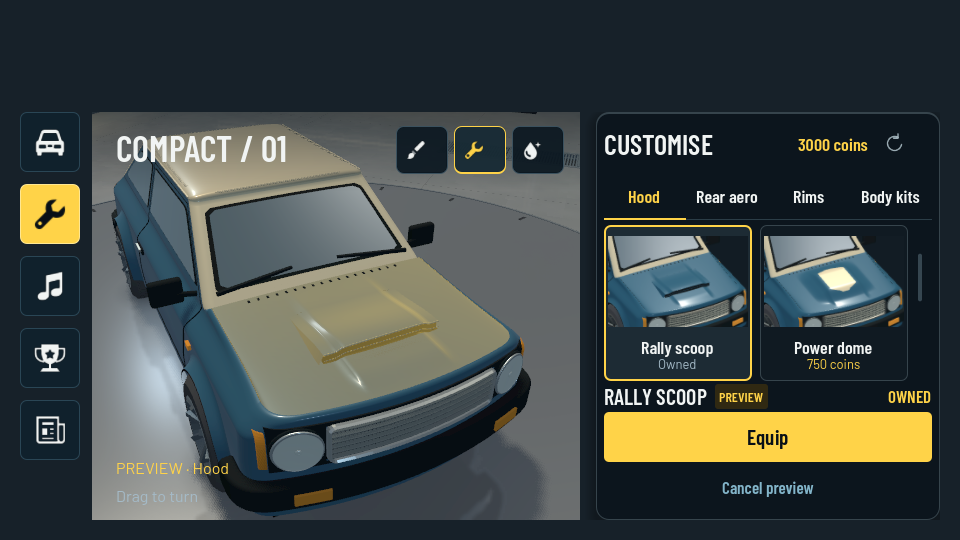 COMPACT / 01
CUSTOMISE
3000 coins
Hood
Rear aero
Rims
Body kits
Rally scoop
Owned
Power dome
750 coins
RALLY SCOOP
PREVIEW
OWNED
Equip
Cancel preview
PREVIEW · Hood
Drag to turn